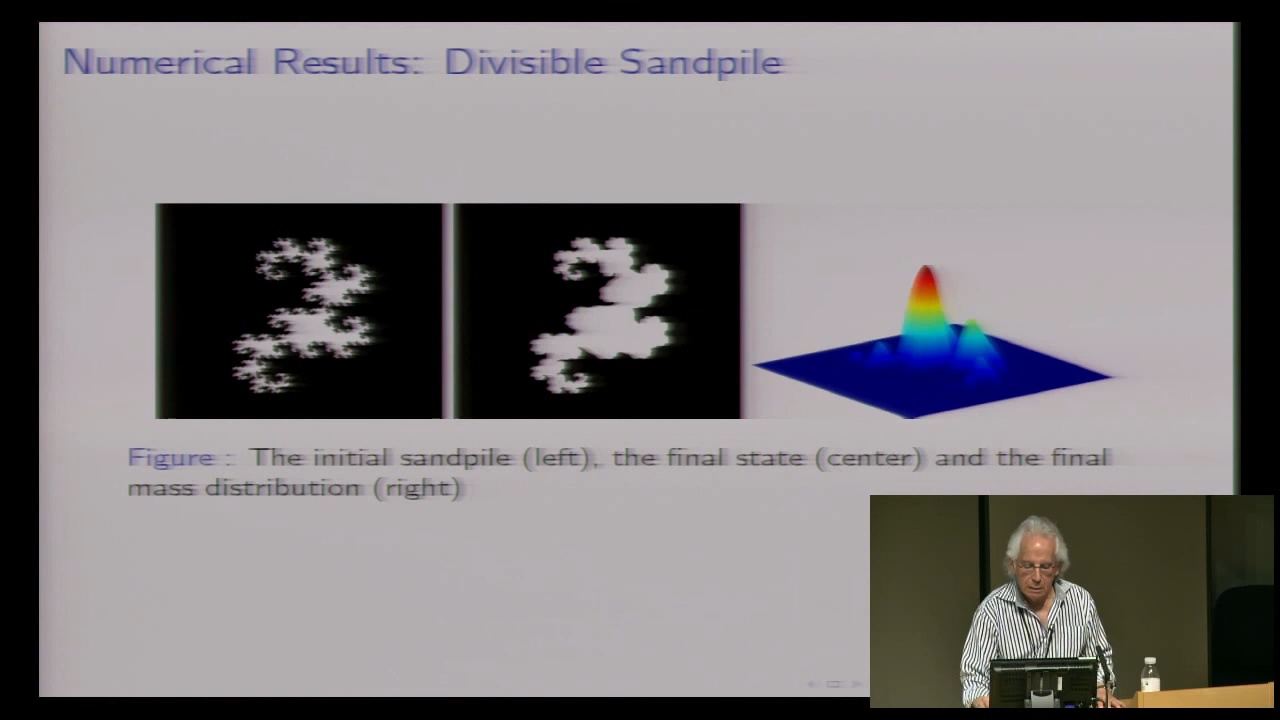 Numerical Results: Divisible Sandpile
Figure : The initial sandpile (left), the final state (center) and the final
mass distribution (right)